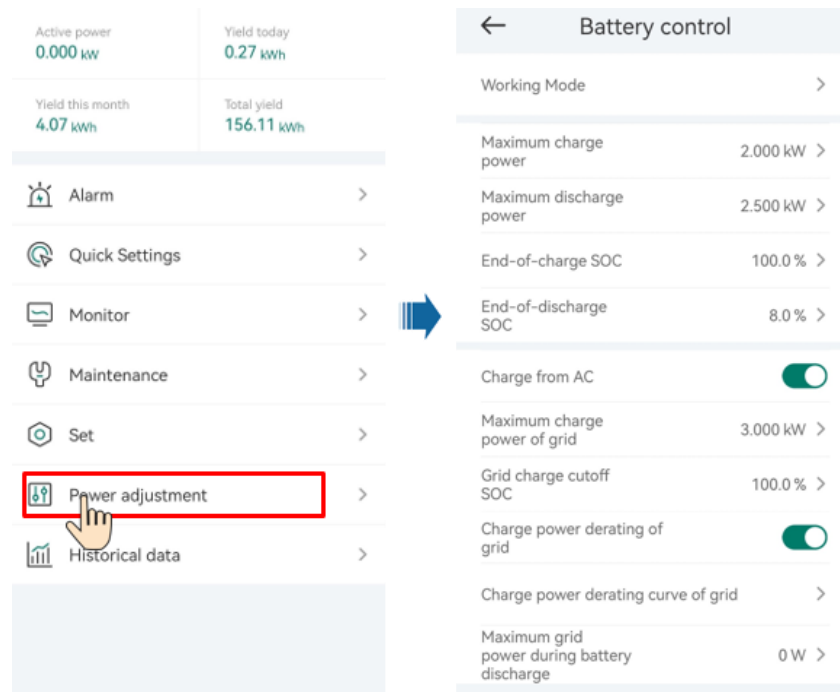 Active power
0.000 kW
Yield today
0.27 kWh
Yield this month
4.07 kWh
Total yield
156.11 kWh
Alarm
Quick Settings
Monitor
Maintenance
Set
Power adjustment
Historical data
Battery control
Working Mode
Maximum charge
power
2.000 kW
Maximum discharge
power
2.500 kW
End-of-charge SOC
100.0 %
End-of-discharge
SOC
8.0 %
Charge from AC
Maximum charge
power of grid
3.000 kW
Grid charge cutoff
SOC
100.0 %
Charge power derating of
grid
Charge power derating curve of grid
Maximum grid
power during battery
discharge
0 W